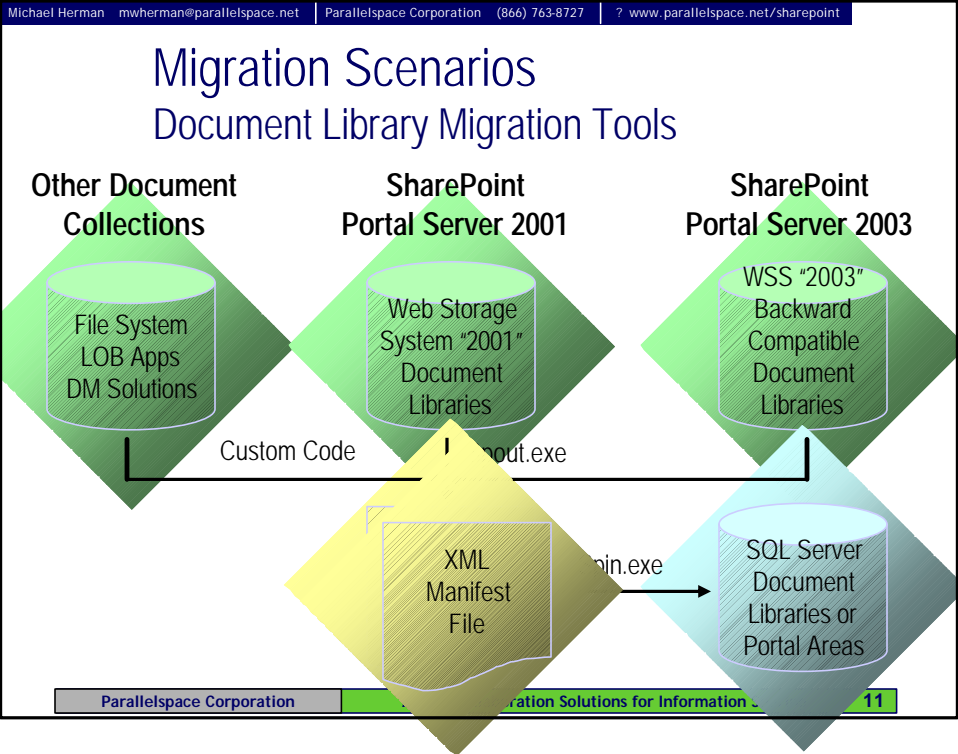 Michael Herman mwherman@parallelspace.net Parallelspace Corporation (866) 763-8727 ? www.parallelspace.net/sharepoint
Migration Scenarios
Document Library Migration Tools
Other Document
Collections
SharePoint
Portal Server 2001
SharePoint
Portal Server 2003
File System
LOB Apps
DM Solutions
Web Storage
System “2001”
Document
Libraries
WSS “2003”
Backward
Compatible
Document
Libraries
Custom Code
XML
Manifest
File
SQL Server
Document
Libraries or
Portal Areas
Parallelspace Corporation
Solutions for Information
11